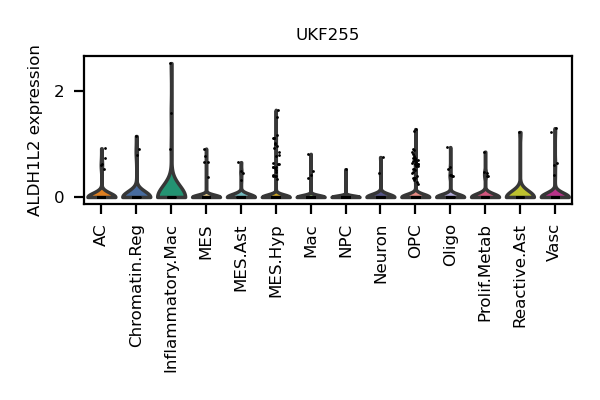 UKF255
ALDH1L2 expression
2
0
AC
Chromatin.Reg
Inflammatory.Mac
MES
MES.Ast
MES.Hyp
Mac
NPC
Neuron
OPC
Oligo
Prolif.Metab
Reactive.Ast
Vasc